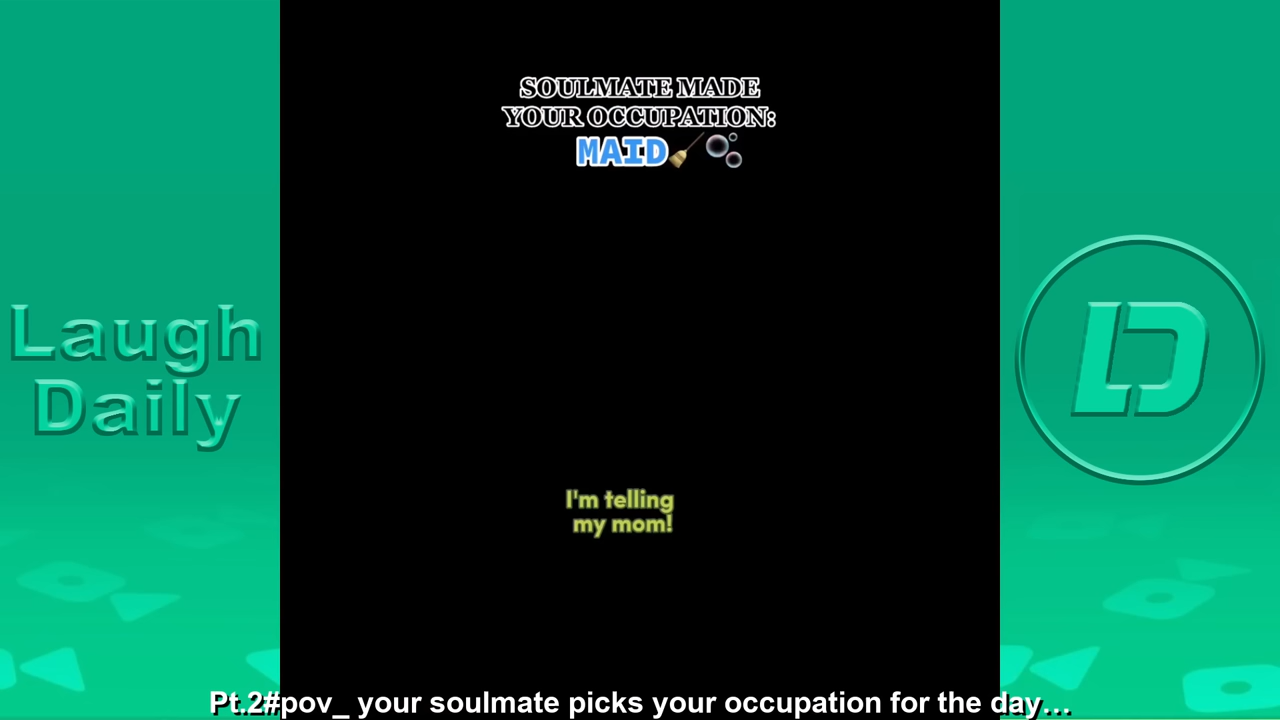 SOULMATE MADE
YOUR OCCUPATION:
MAID🧹🫧
Laugh
Daily
LD
I'm telling
my mom!
Pt.2#pov_ your soulmate picks your occupation for the day…